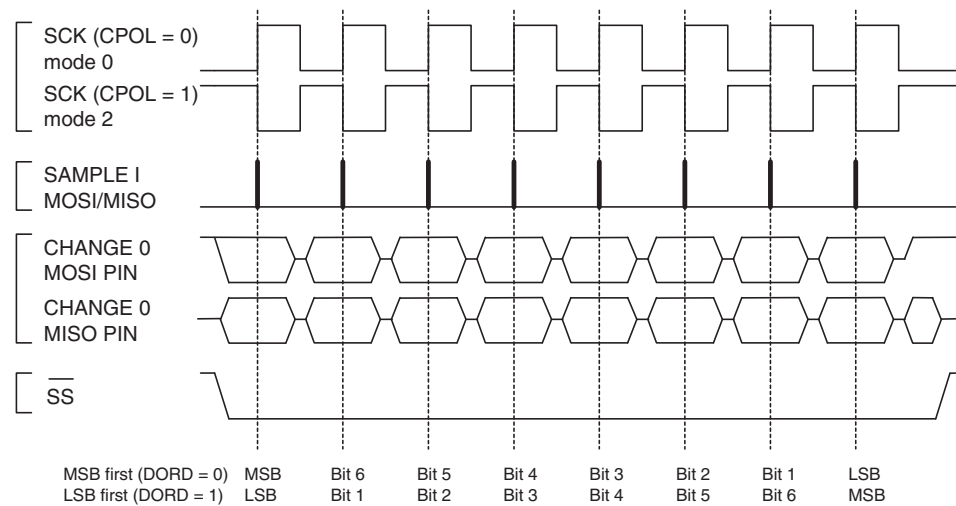 SCK (CPOL = 0)
mode 0
SCK (CPOL = 1)
mode 2
SAMPLE I
MOSI/MISO
CHANGE 0
MOSI PIN
CHANGE 0
MISO PIN
SS
MSB first (DORD = 0) MSB Bit 6 Bit 5 Bit 4 Bit 3 Bit 2 Bit 1 LSB
LSB first (DORD = 1) LSB Bit 1 Bit 2 Bit 3 Bit 4 Bit 5 Bit 6 MSB